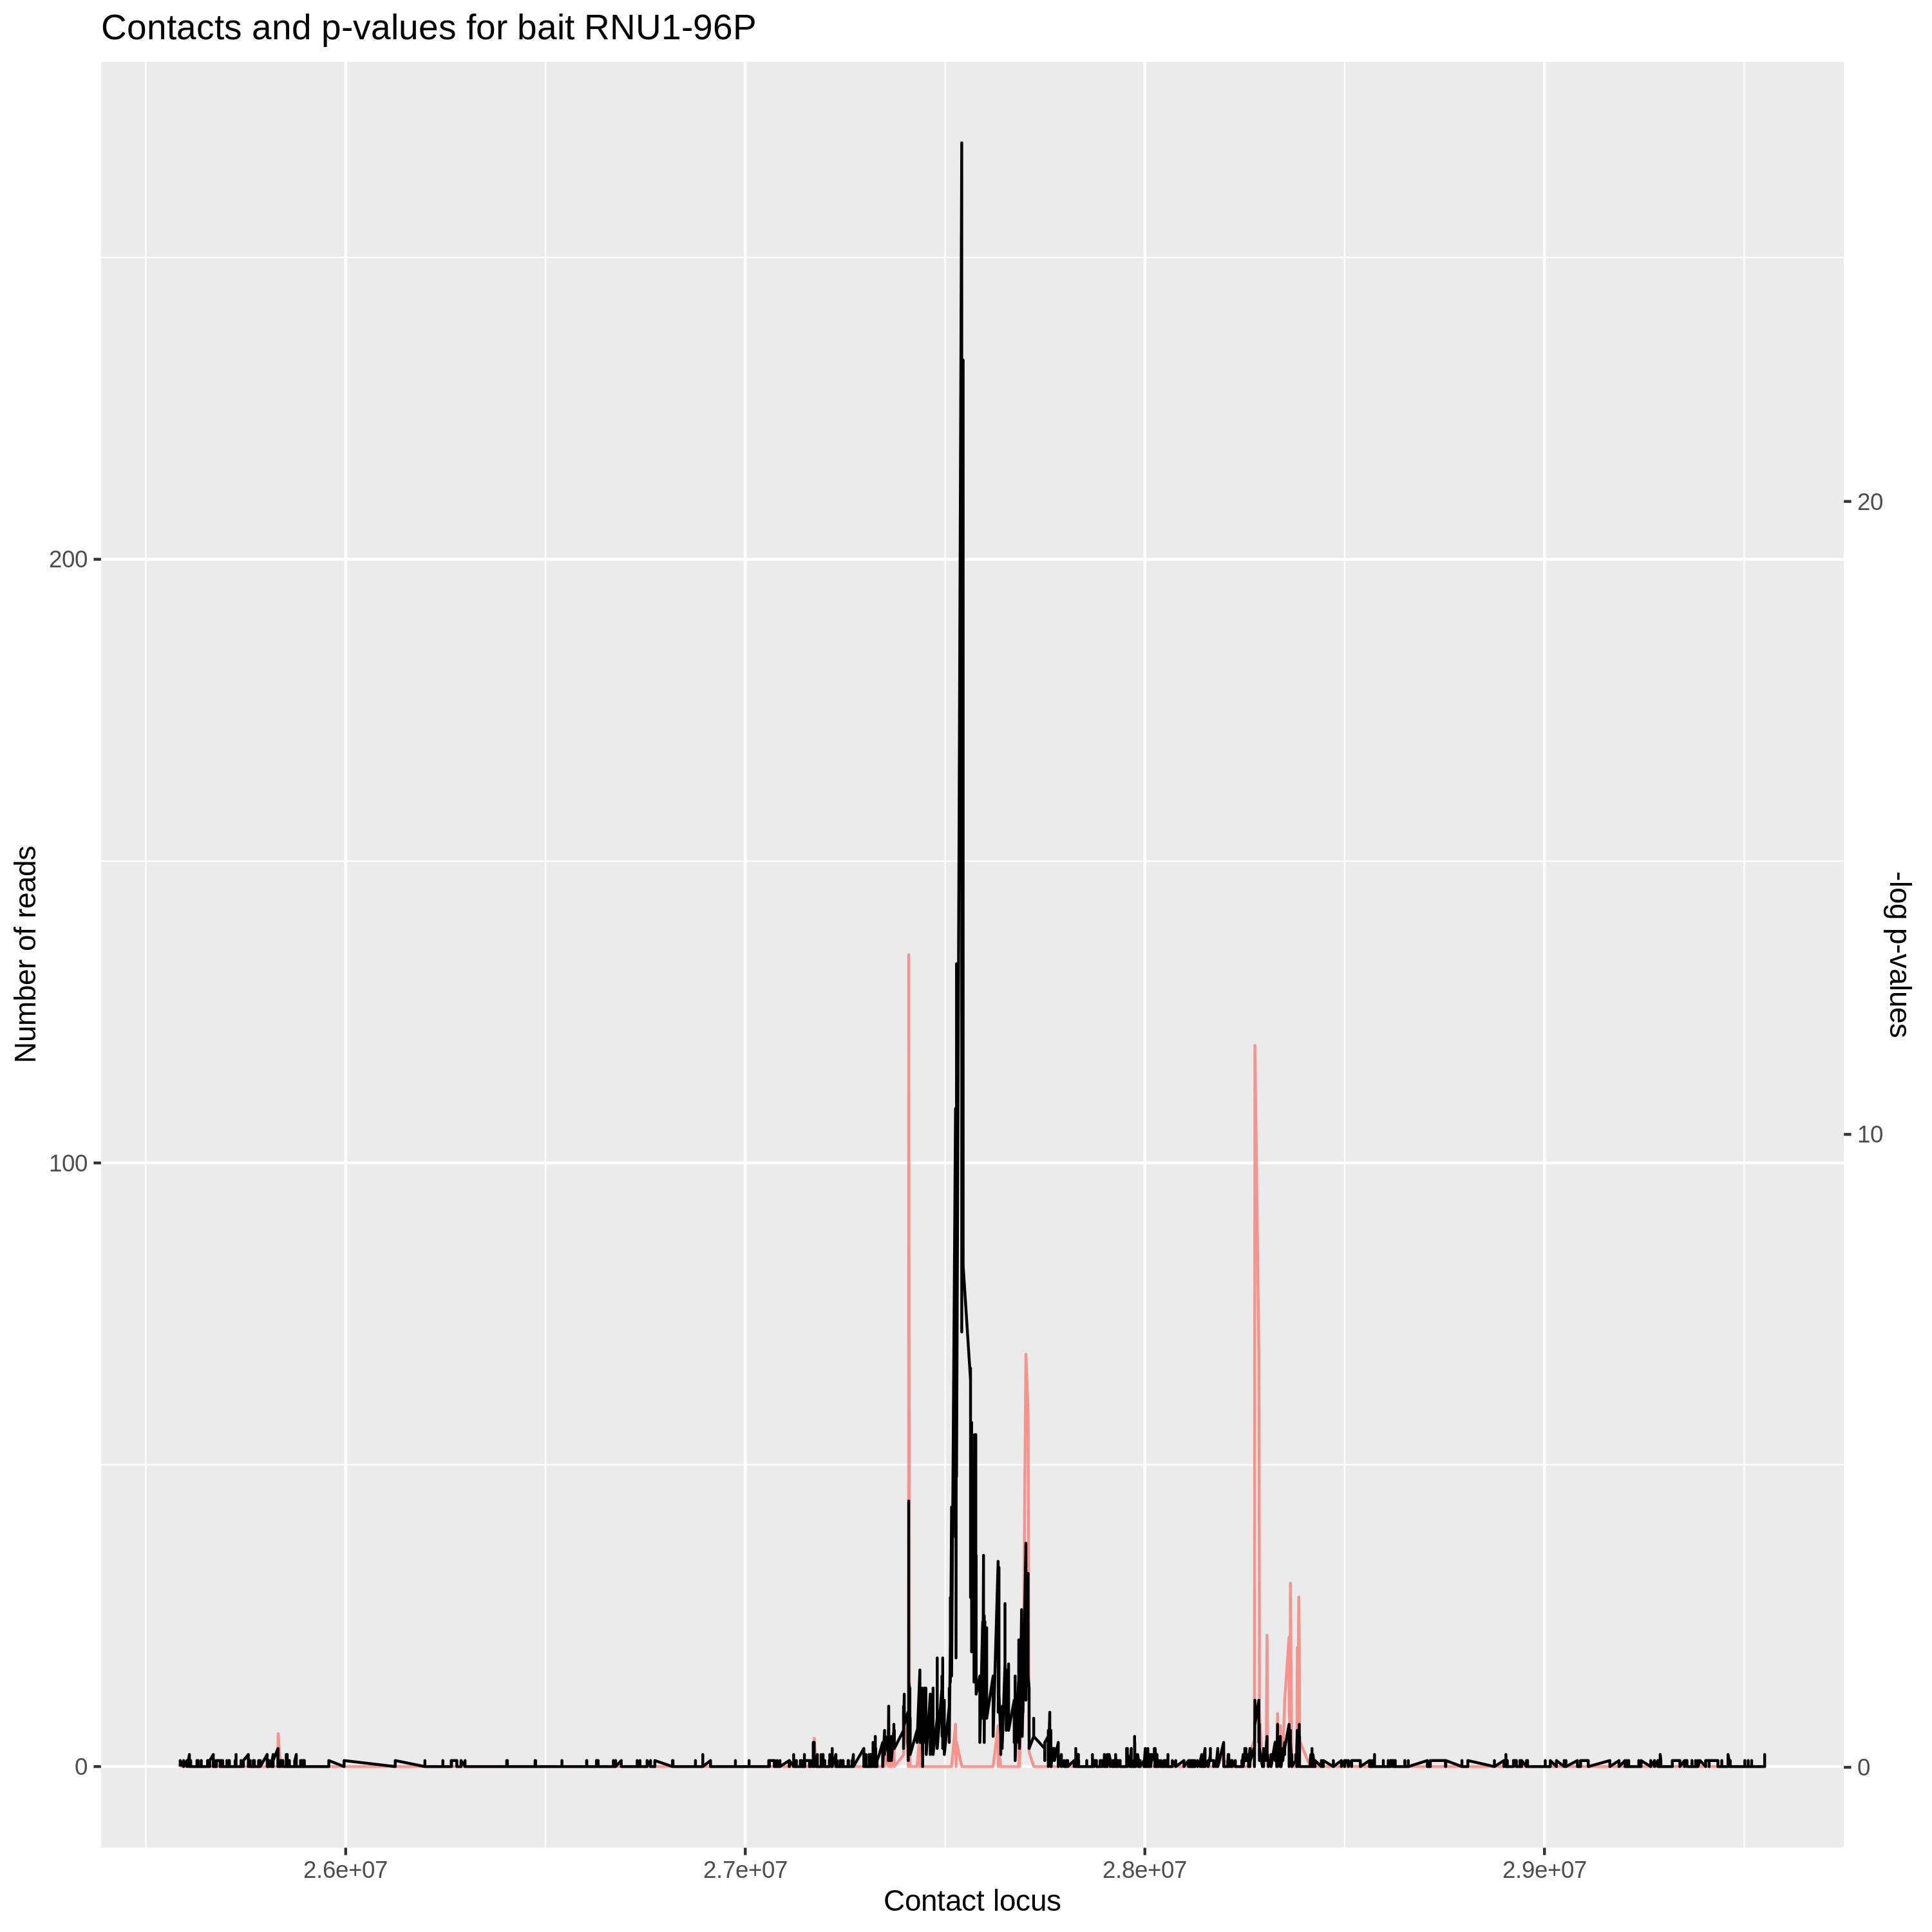 Contacts and p-values for bait RNU1-96P
Number of reads
200
100
0
20
10
0
-log p-values
2.6e+07
2.7e+07
2.8e+07
2.9e+07
Contact locus